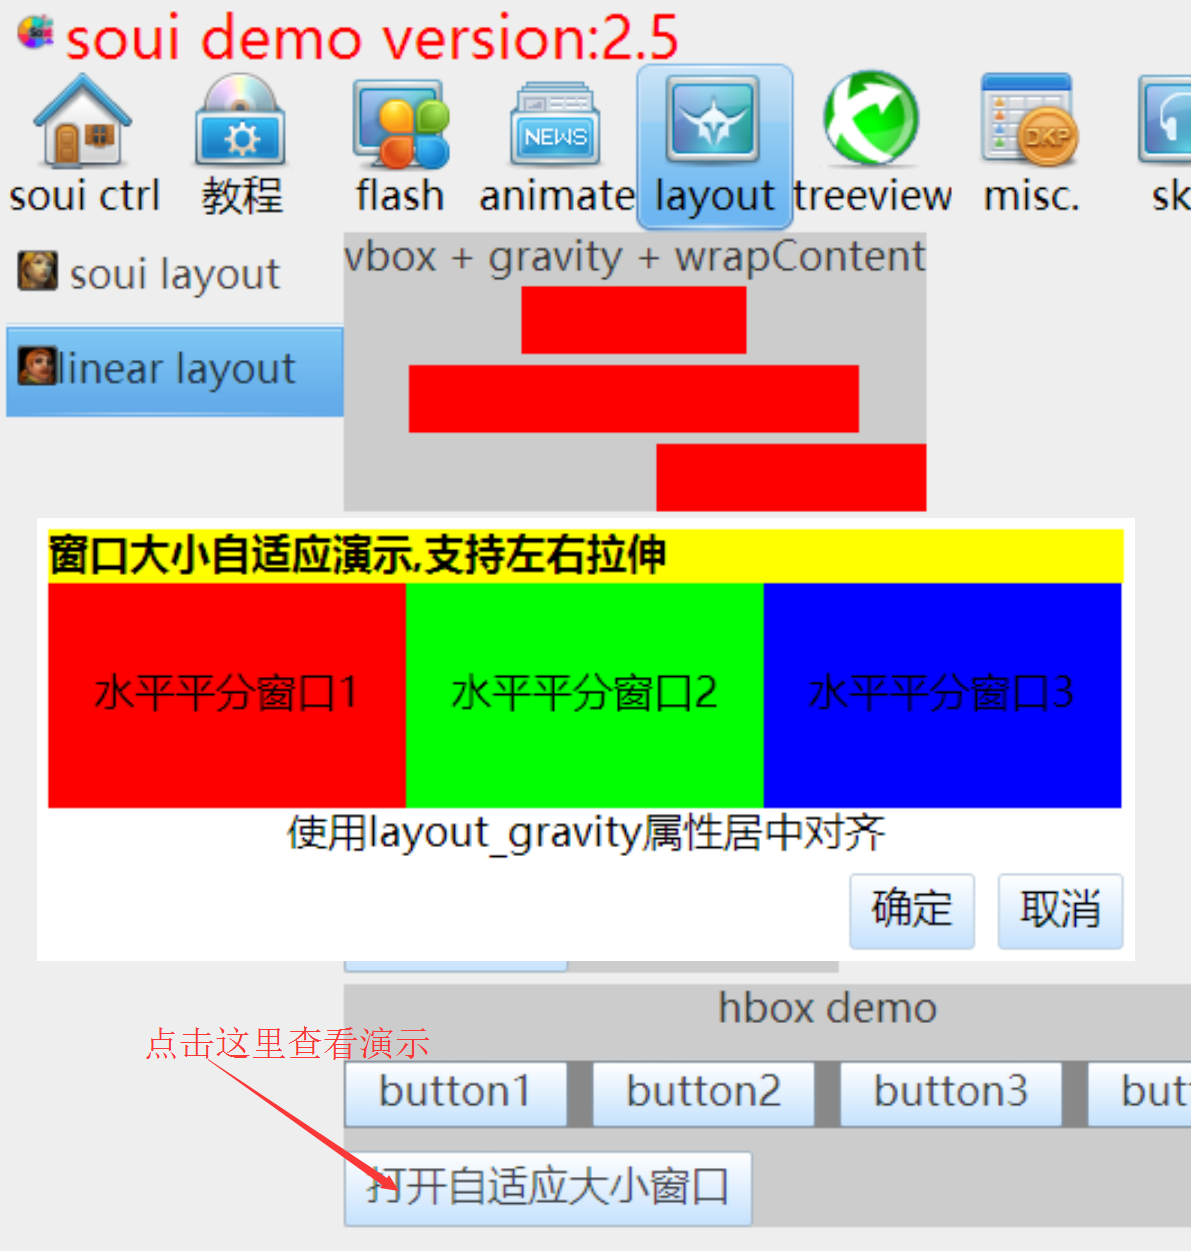 soui demo version:2.5
soui ctrl 教程 flash animate layout treeview misc. sk
NEWS
DKP
soui layout
vbox + gravity + wrapContent
linear layout
窗口大小自适应演示,支持左右拉伸
水平平分窗口1 水平平分窗口2 水平平分窗口3
使用layout_gravity属性居中对齐
确定 取消
hbox demo
点击这里查看演示
button1 button2 button3 but
打开自适应大小窗口